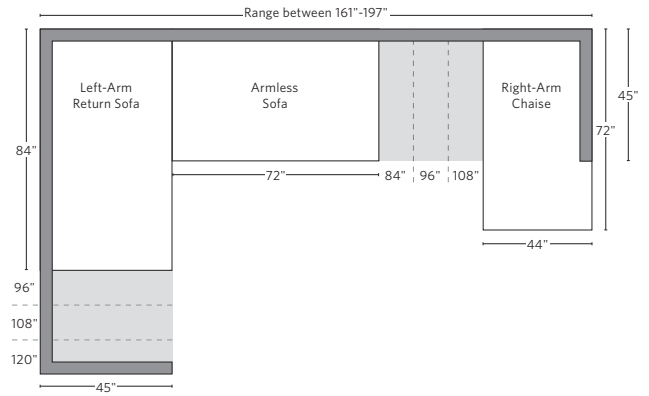 Range between 161"-197"
Left-Arm
Return Sofa
Armless
Sofa
Right-Arm
Chaise
45"
72"
84"
72"
84" 96" 108"
44"
96"
108"
120"
45"